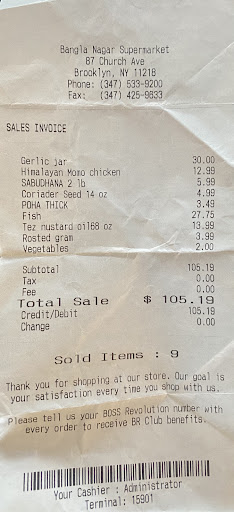 Bangla Nagar Supermarket
87 Church Ave
Brooklyn, NY 11218
Phone: (347) 533-9200
Fax: (347) 425-9833
SALES INVOICE
Gerlic jar 30.00
Himalayan Momo chicken 12.99
SABUDHANA 2 lb 5.99
Coriader Seed 14 oz 4.99
POHA THICK 3.49
Fish 27.75
Tez nustard oil68 oz 13.99
Rosted gram 3.99
Vegetables 2.00
Subtotal 105.19
Tax 0.00
Fee 0.00
Total Sale $ 105.19
Credit/Debit 105.19
Change 0.00
Sold Items : 9
Thank you for shopping at our store. Our goal is
your satisfaction every time you shop with us.
Please tell us your BOSS Revolution number with
every order to receive BR Club benefits.
Your Cashier : Administrator
Terminal: 15901